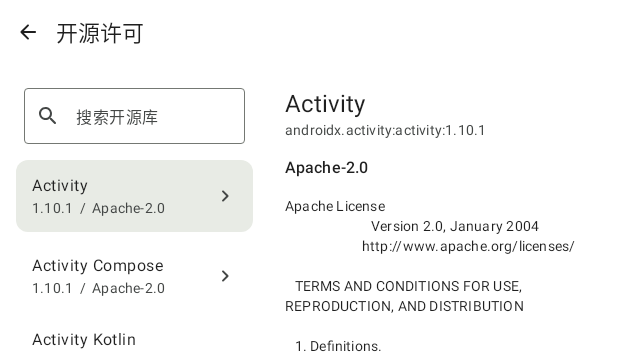 开源许可
搜索开源库
Activity
1.10.1 / Apache-2.0
Activity Compose
1.10.1 / Apache-2.0
Activity Kotlin
Activity
androidx.activity:activity:1.10.1
Apache-2.0
Apache License
Version 2.0, January 2004
http://www.apache.org/licenses/
TERMS AND CONDITIONS FOR USE,
REPRODUCTION, AND DISTRIBUTION
1. Definitions.